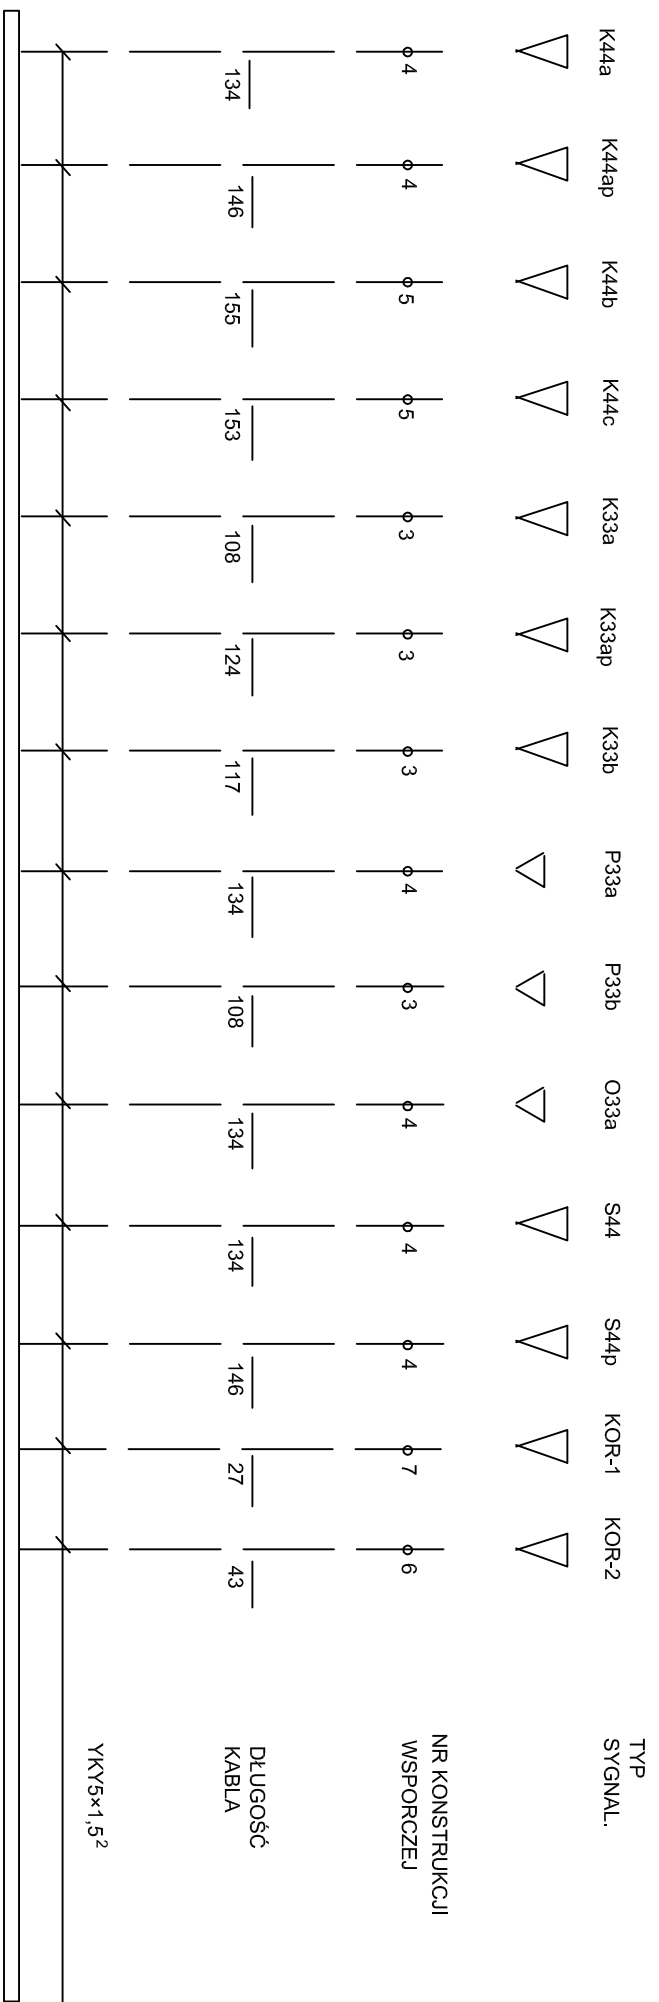 K44a
K44ap
K44b
K44c
K33a
K33ap
K33b
P33a
P33b
O33a
S44
S44p
KOR-1
KOR-2
TYP
SYGNAL.
4
4
5
5
3
3
3
4
3
4
4
4
7
6
NR KONSTRUKCJI
WSPORCZEJ
134
146
155
153
108
124
117
134
108
134
134
146
27
43
DŁUGOŚĆ
KABLA
YKY5×1,5²